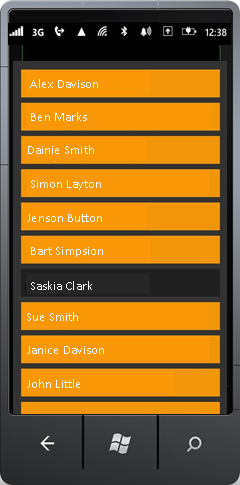 3G 12:38
Alex Davison
Ben Marks
Dainie Smith
Simon Layton
Jenson Button
Bart Simpsion
Saskia Clark
Sue Smith
Janice Davison
John Little